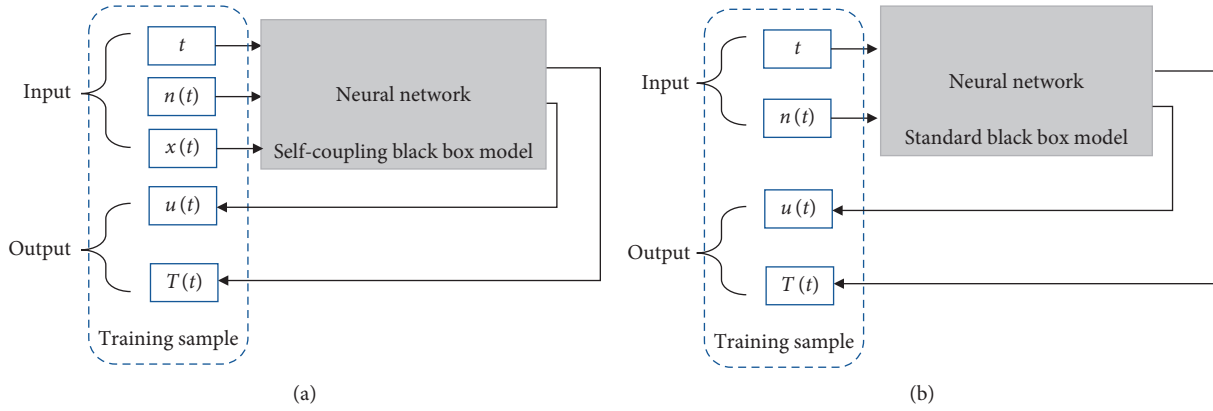 Input
t
n(t)
x(t)
Neural network
Self-coupling black box model
Output
u(t)
T(t)
Training sample
(a)
Input
t
n(t)
Neural network
Standard black box model
Output
u(t)
T(t)
Training sample
(b)